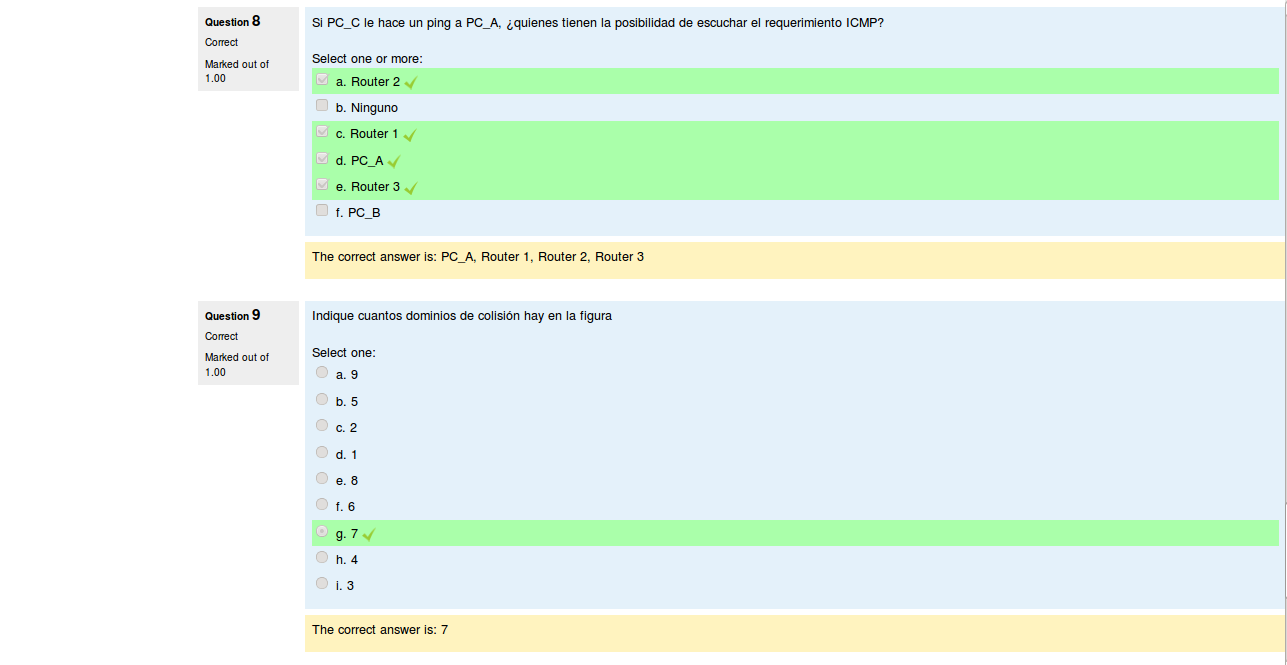 Question 8
Correct
Marked out of
1.00
Si PC_C le hace un ping a PC_A, ¿quienes tienen la posibilidad de escuchar el requerimiento ICMP?
Select one or more:
a. Router 2
b. Ninguno
c. Router 1
d. PC_A
e. Router 3
f. PC_B
The correct answer is: PC_A, Router 1, Router 2, Router 3
Question 9
Correct
Marked out of
1.00
Indique cuantos dominios de colisión hay en la figura
Select one:
a. 9
b. 5
c. 2
d. 1
e. 8
f. 6
g. 7
h. 4
i. 3
The correct answer is: 7